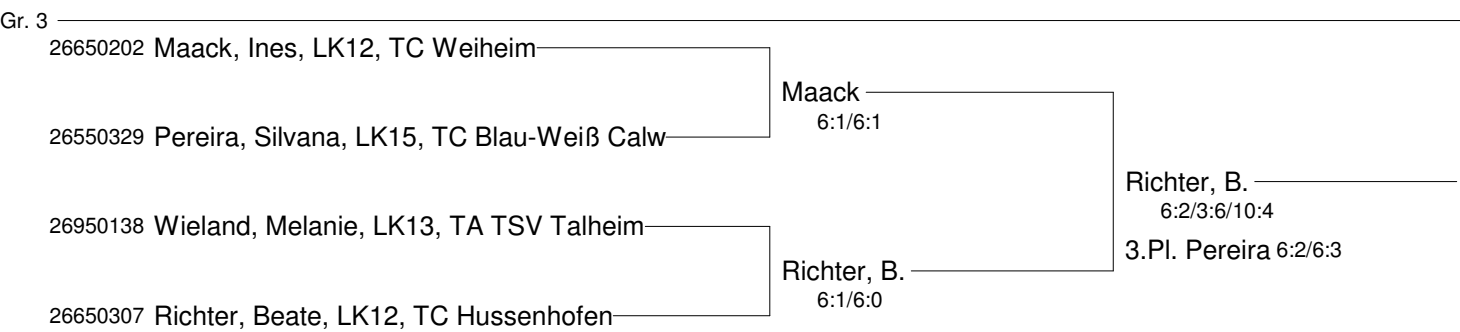 Gr. 3
26650202 Maack, Ines, LK12, TC Weiheim
Maack
6:1/6:1
26550329 Pereira, Silvana, LK15, TC Blau-Weiß Calw
Richter, B.
6:2/3:6/10:4
26950138 Wieland, Melanie, LK13, TA TSV Talheim
3.Pl. Pereira 6:2/6:3
Richter, B.
6:1/6:0
26650307 Richter, Beate, LK12, TC Hussenhofen